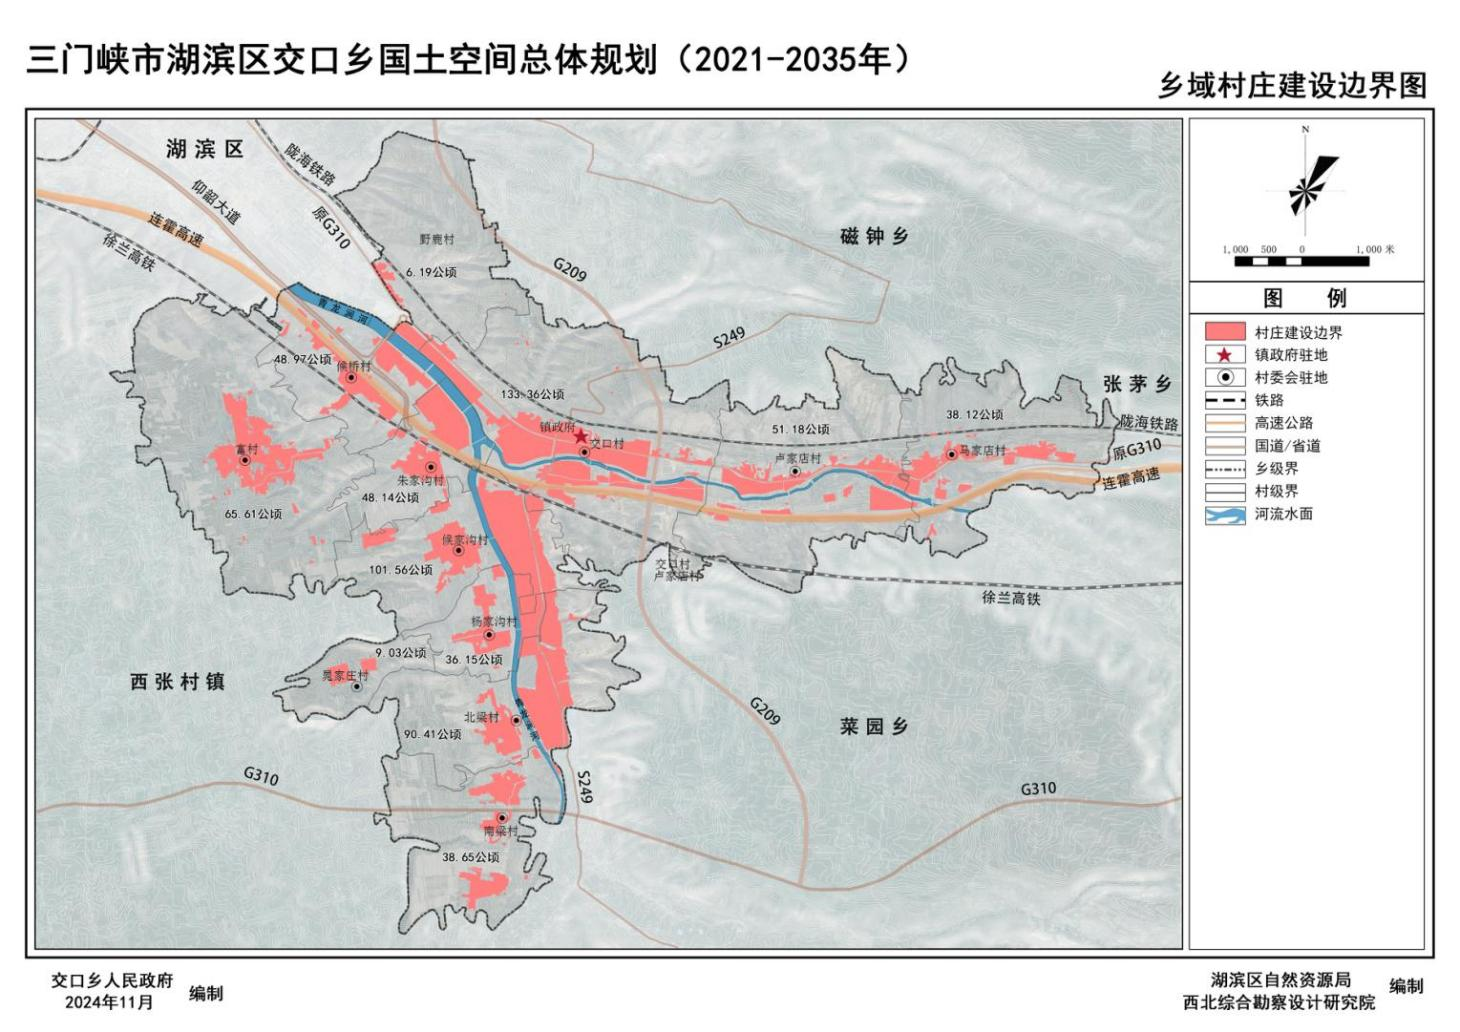 三门峡市湖滨区交口乡国土空间总体规划（2021-2035年）
乡域村庄建设边界图
湖滨区
陇海铁路
仰韶大道
原G310
连霍高速
徐兰高铁
野鹿村
6.19公顷
G209
磁钟乡
S249
青龙涧河
48.97公顷
候桥村
133.36公顷
镇政府
交口村
51.18公顷
卢家店村
38.12公顷
马家店村
张茅乡
陇海铁路
原G310
连霍高速
富村
65.61公顷
朱家沟村
48.14公顷
候家沟村
101.56公顷
交口村
卢家店村
徐兰高铁
杨家沟村
36.15公顷
9.03公顷
晁家庄村
西张村镇
北梁村
90.41公顷
G209
菜园乡
G310
S249
G310
南梁村
38.65公顷
N
1,000 500 0 1,000 米
图 例
村庄建设边界
镇政府驻地
村委会驻地
铁路
高速公路
国道/省道
乡级界
村级界
河流水面
交口乡人民政府
2024年11月
编制
湖滨区自然资源局
西北综合勘察设计研究院
编制